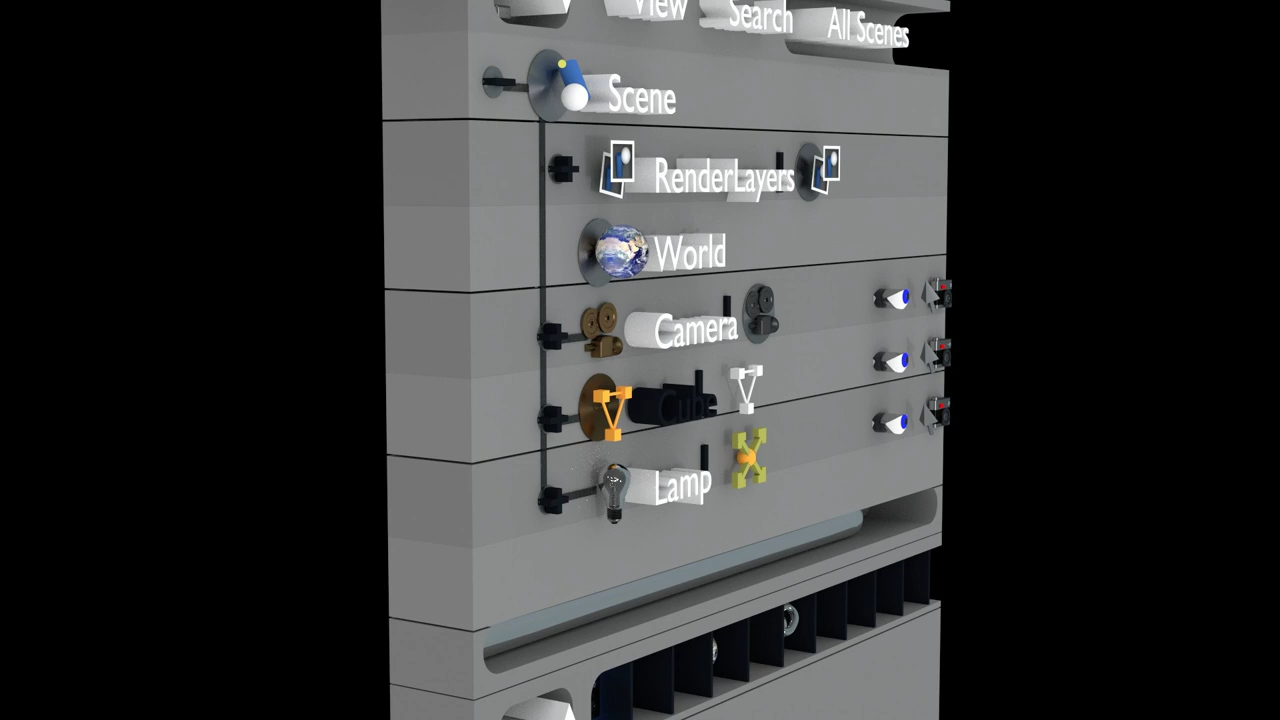 View Search All Scenes
Scene
RenderLayers
World
Camera
Cube
Lamp